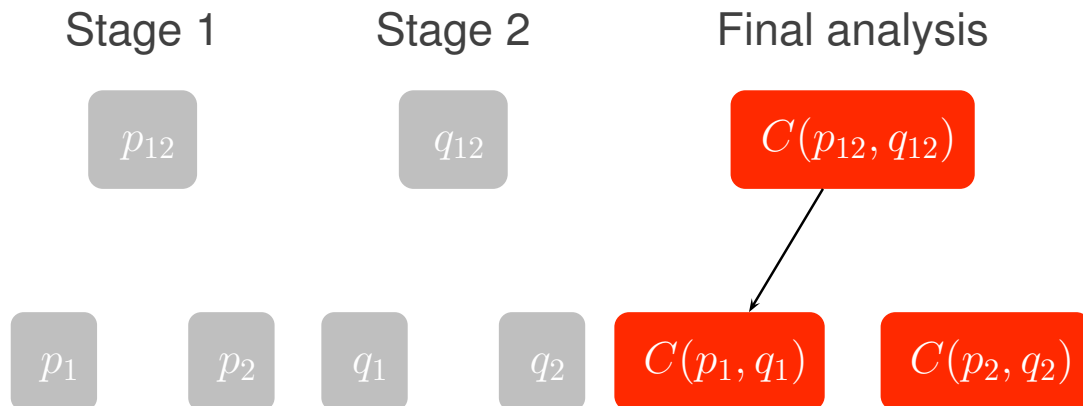 Stage 1 Stage 2 Final analysis
p₁₂ q₁₂ C(p₁₂, q₁₂)
p₁ p₂ q₁ q₂ C(p₁, q₁) C(p₂, q₂)